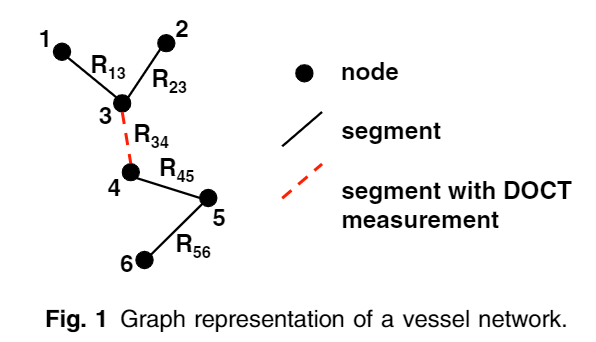 1
2
R13
R23
3
R34
R45
4
5
R56
6
node
segment
segment with DOCT
measurement
Fig. 1 Graph representation of a vessel network.